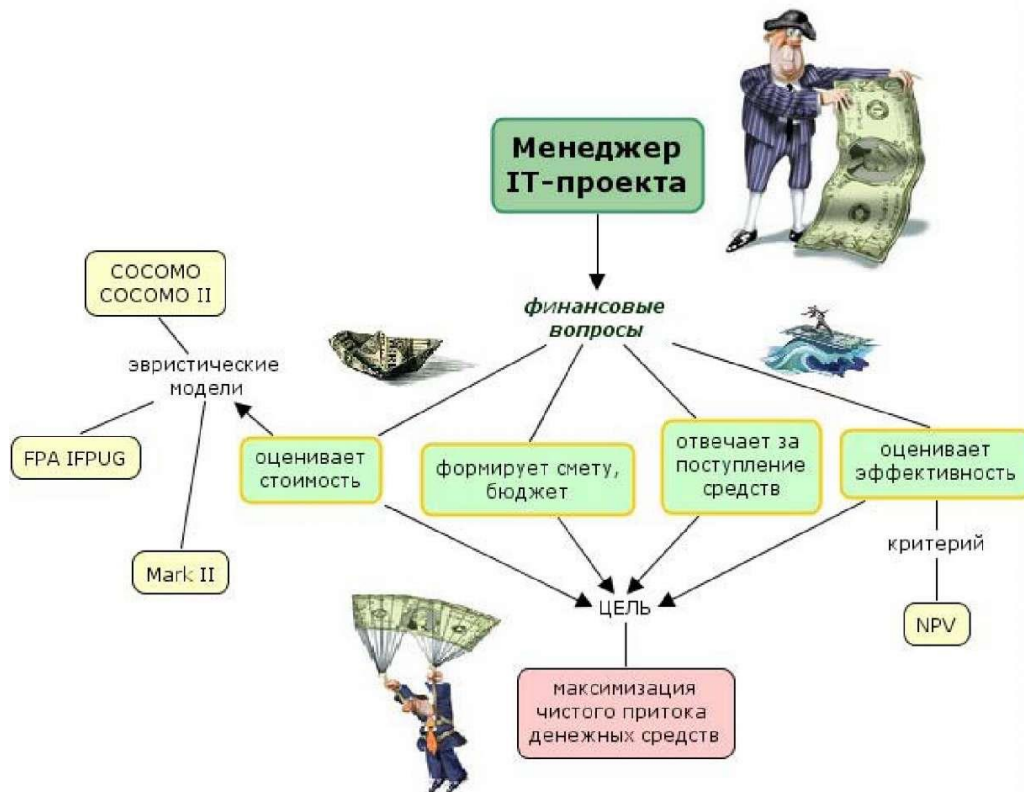 Менеджер
IT-проекта
финансовые
вопросы
COCOMO
COCOMO II
эвристические
модели
FPA IFPUG
Mark II
оценивает
стоимость
формирует смету,
бюджет
отвечает за
поступление
средств
оценивает
эффективность
критерий
NPV
ЦЕЛЬ
максимизация
чистого притока
денежных средств